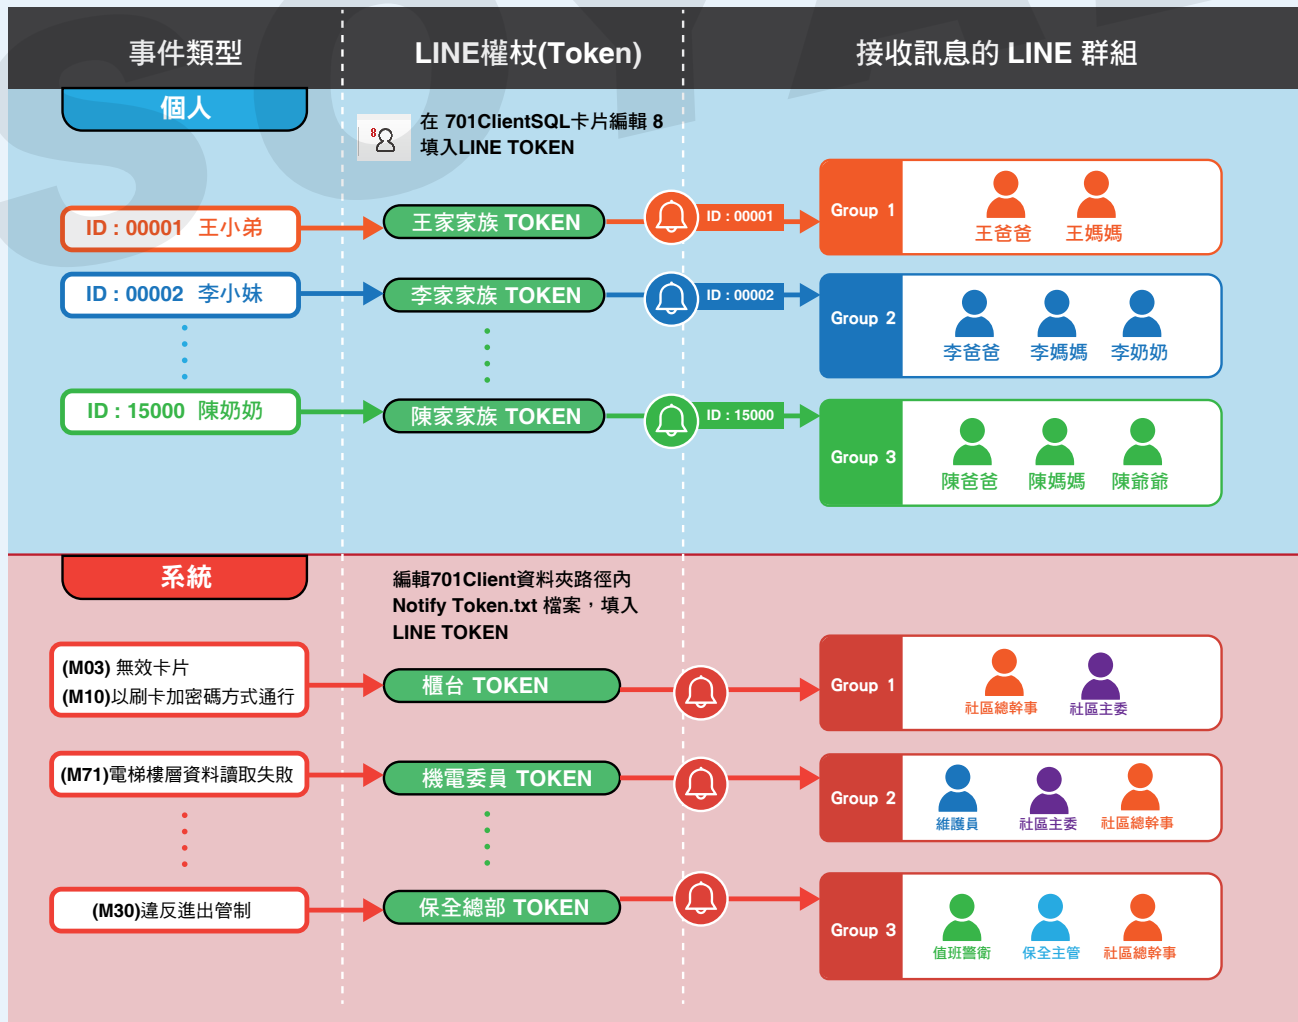 事件類型
LINE權杖(Token)
接收訊息的 LINE 群組
個人
8
在 701ClientSQL卡片編輯 8
填入LINE TOKEN
ID : 00001 王小弟
王家家族 TOKEN
ID : 00001
Group 1
王爸爸
王媽媽
ID : 00002 李小妹
李家家族 TOKEN
ID : 00002
Group 2
李爸爸
李媽媽
李奶奶
ID : 15000 陳奶奶
陳家家族 TOKEN
ID : 15000
Group 3
陳爸爸
陳媽媽
陳爺爺
系統
編輯701Client資料夾路徑內
Notify Token.txt 檔案，填入
LINE TOKEN
(M03) 無效卡片
(M10)以刷卡加密碼方式通行
櫃台 TOKEN
Group 1
社區總幹事
社區主委
(M71)電梯樓層資料讀取失敗
機電委員 TOKEN
Group 2
維護員
社區主委
社區總幹事
(M30)違反進出管制
保全總部 TOKEN
Group 3
值班警衛
保全主管
社區總幹事